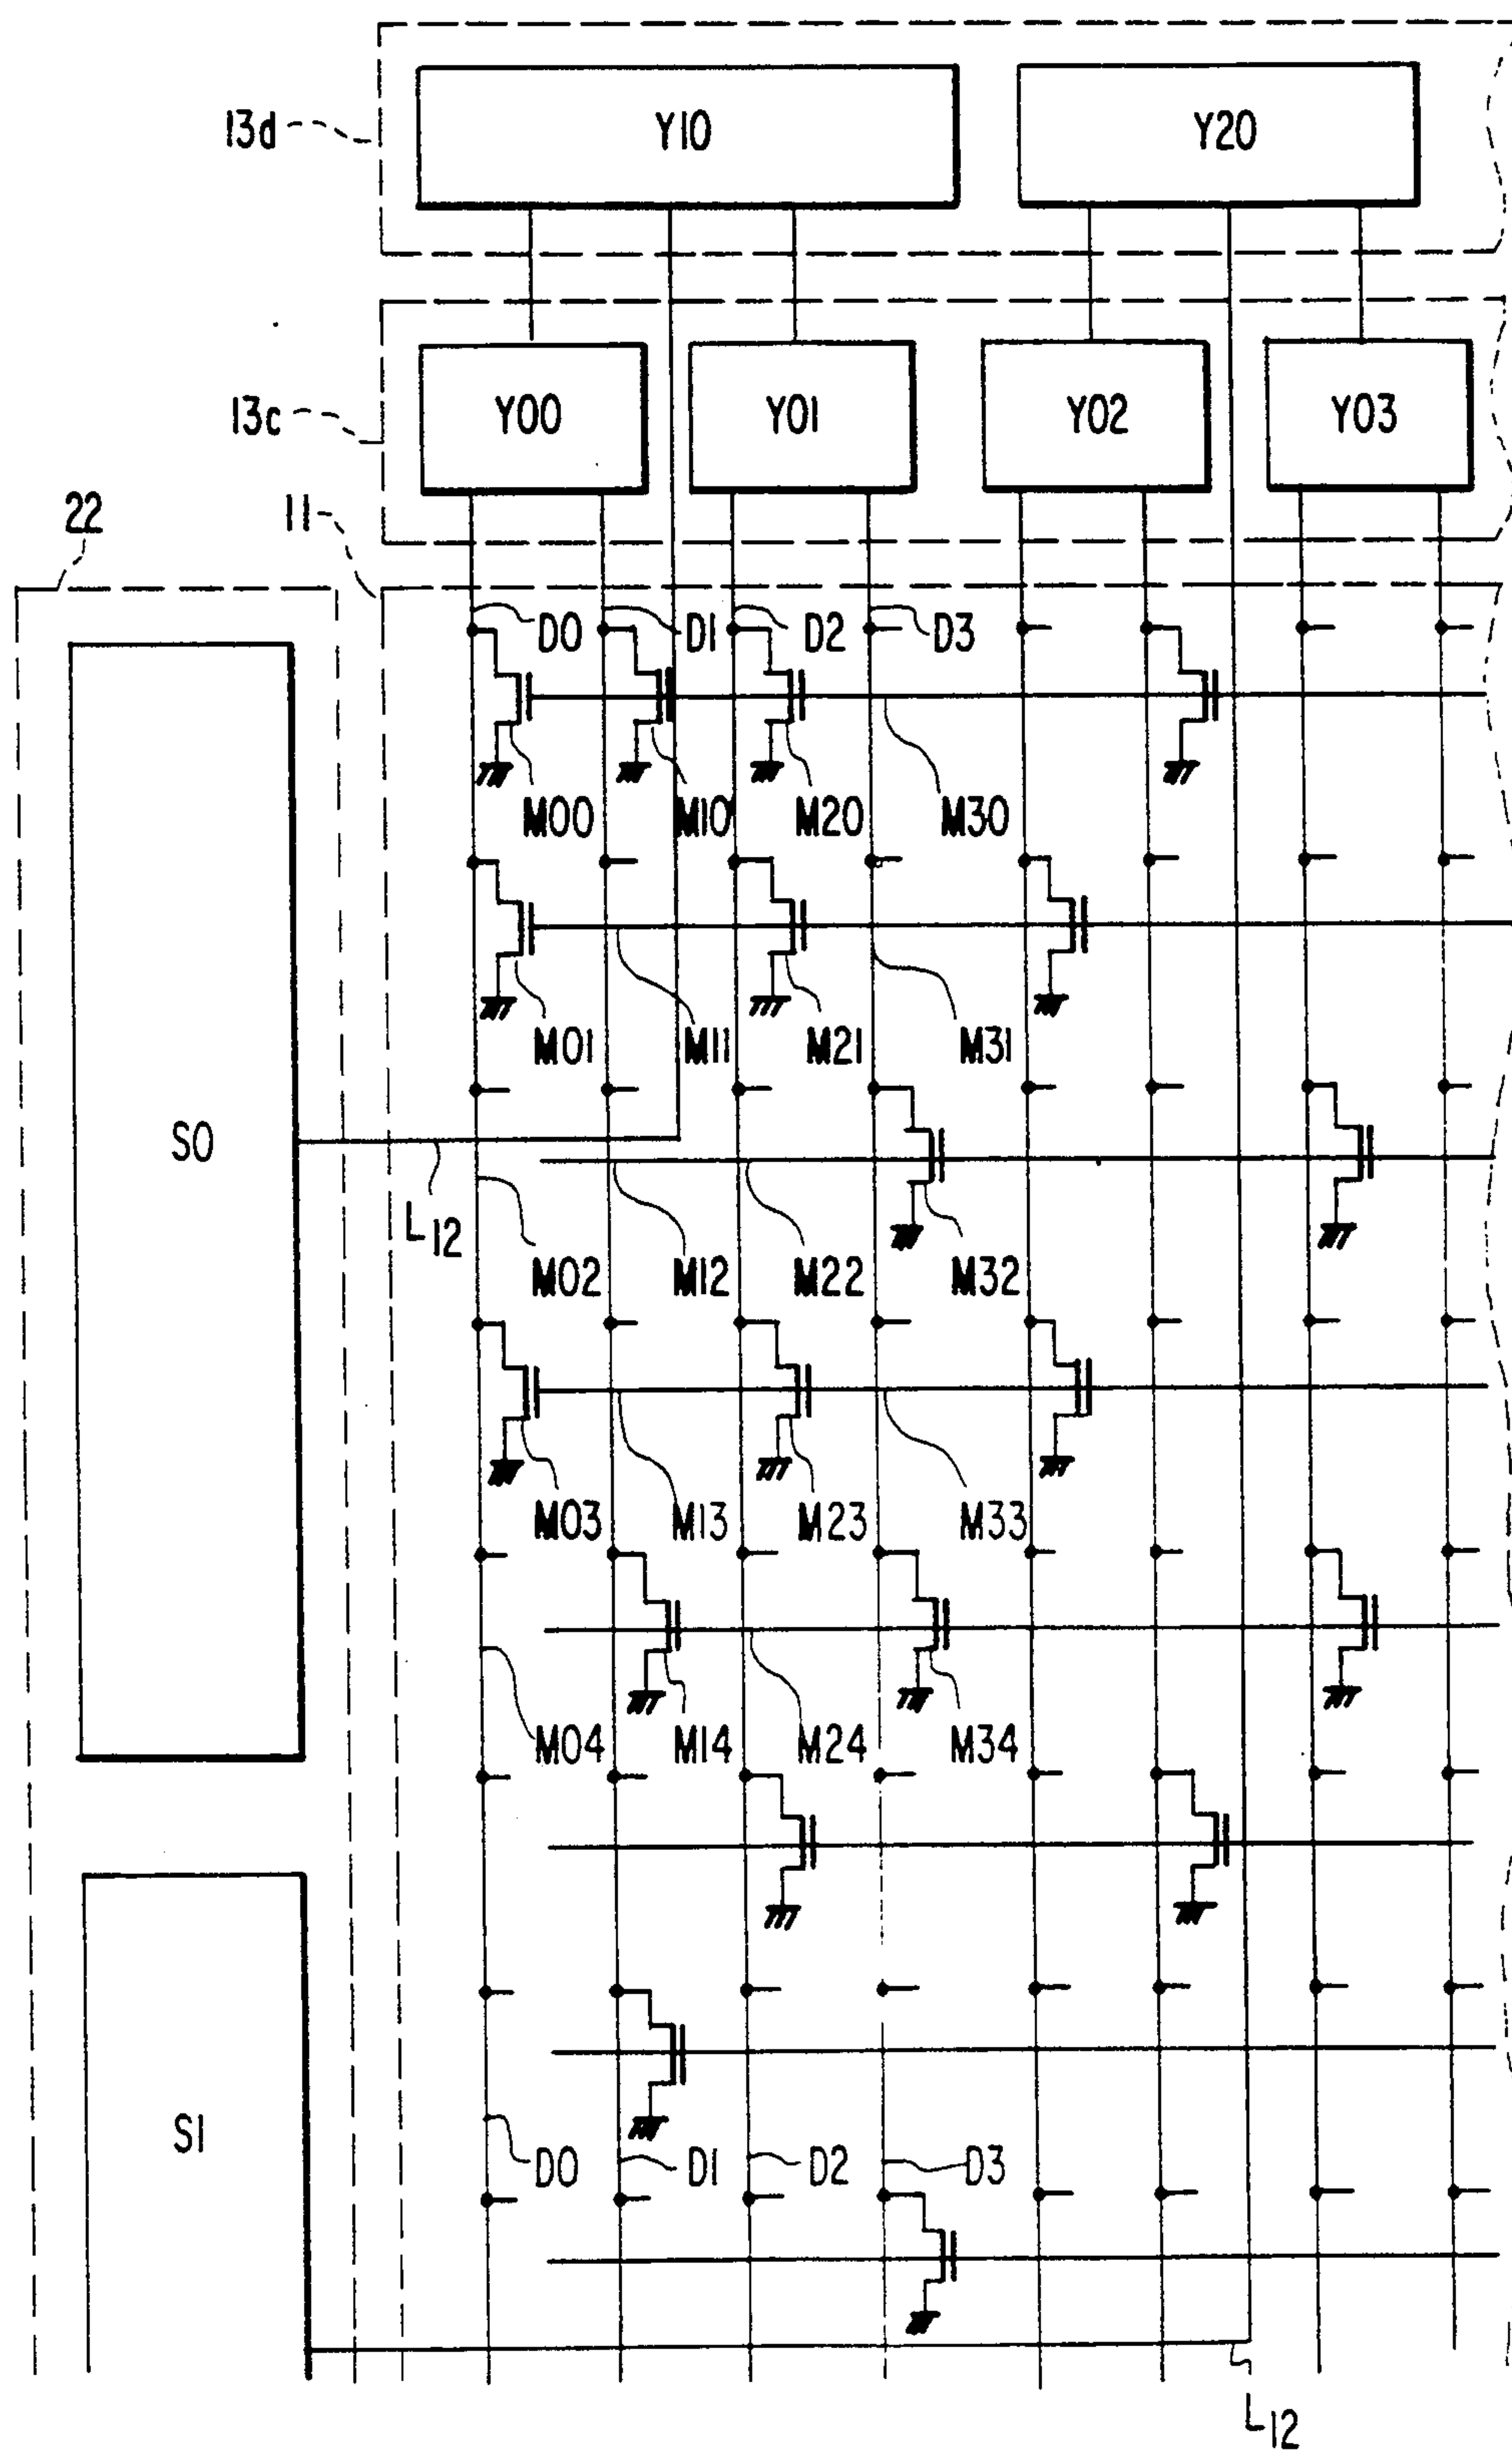 13d
Y10 Y20
13c
Y00 Y01 Y02 Y03
22 11
D0 D1 D2 D3
M00 M10 M20 M30
M01 M11 M21 M31
S0
L12
M02 M12 M22 M32
M03 M13 M23 M33
M04 M14 M24 M34
S1
D0 D1 D2 D3
L12